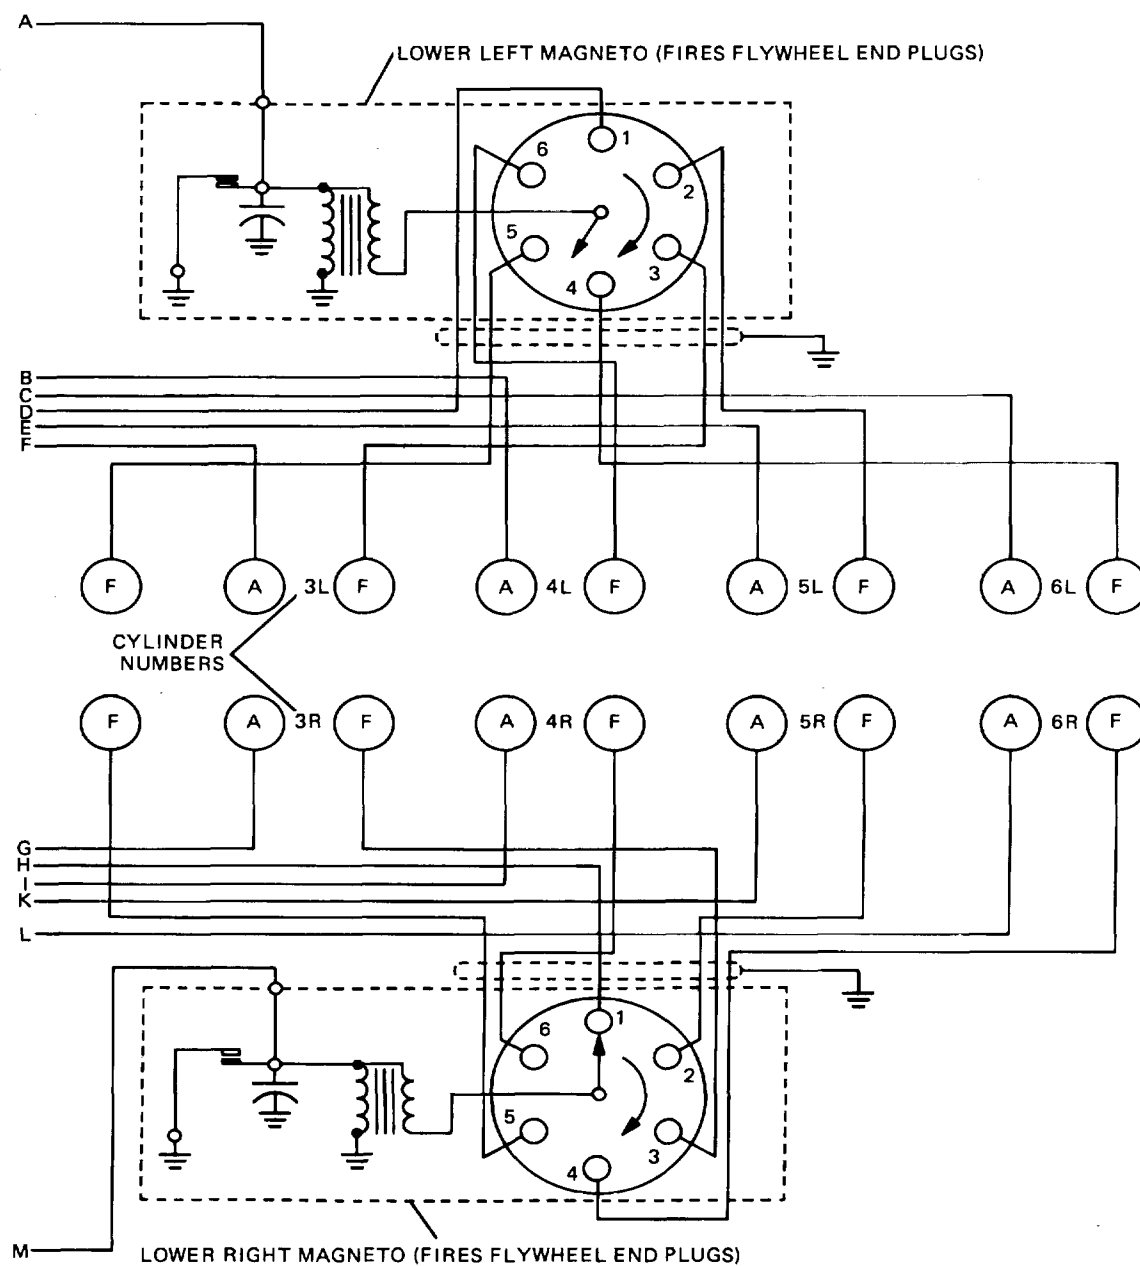 A
LOWER LEFT MAGNETO (FIRES FLYWHEEL END PLUGS)
1
6
2
5
3
4
B
C
D
E
F
F
A
3L
F
A
4L
F
A
5L
F
A
6L
F
CYLINDER
NUMBERS
F
A
3R
F
A
4R
F
A
5R
F
A
6R
F
G
H
I
K
L
1
6
2
5
3
4
M
LOWER RIGHT MAGNETO (FIRES FLYWHEEL END PLUGS)